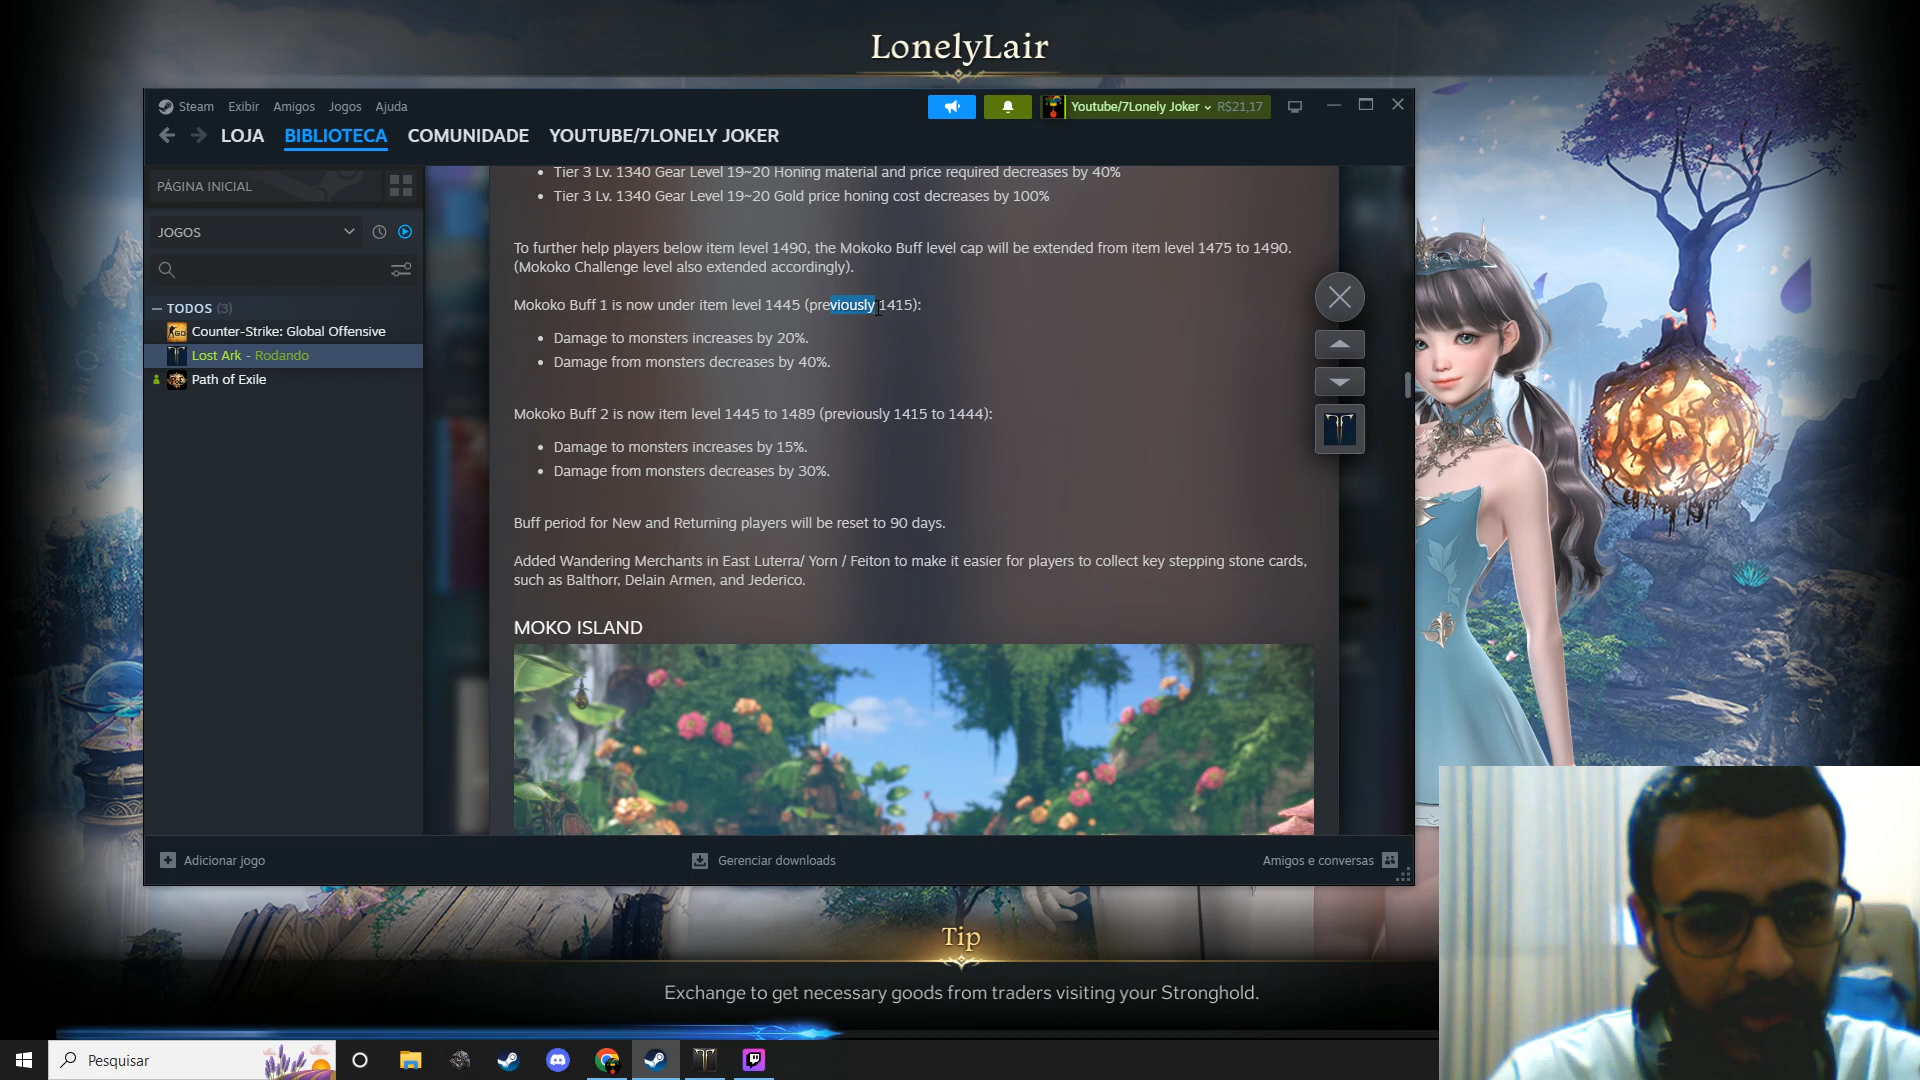 LonelyLair
Steam Exibir Amigos Jogos Ajuda
Youtube/7Lonely Joker R$21,17
LOJA BIBLIOTECA COMUNIDADE YOUTUBE/7LONELY JOKER
PÁGINA INICIAL
JOGOS
TODOS (3)
Counter-Strike: Global Offensive
Lost Ark - Rodando
Path of Exile
Tier 3 Lv. 1340 Gear Level 19~20 Honing material and price required decreases by 40%
Tier 3 Lv. 1340 Gear Level 19~20 Gold price honing cost decreases by 100%
To further help players below item level 1490, the Mokoko Buff level cap will be extended from item level 1475 to 1490.
(Mokoko Challenge level also extended accordingly).
Mokoko Buff 1 is now under item level 1445 (previously 1415):
Damage to monsters increases by 20%.
Damage from monsters decreases by 40%.
Mokoko Buff 2 is now item level 1445 to 1489 (previously 1415 to 1444):
Damage to monsters increases by 15%.
Damage from monsters decreases by 30%.
Buff period for New and Returning players will be reset to 90 days.
Added Wandering Merchants in East Luterra/ Yorn / Feiton to make it easier for players to collect key stepping stone cards,
such as Balthorr, Delain Armen, and Jederico.
MOKO ISLAND
Adicionar jogo
Gerenciar downloads
Amigos e conversas
Tip
Exchange to get necessary goods from traders visiting your Stronghold.
Pesquisar